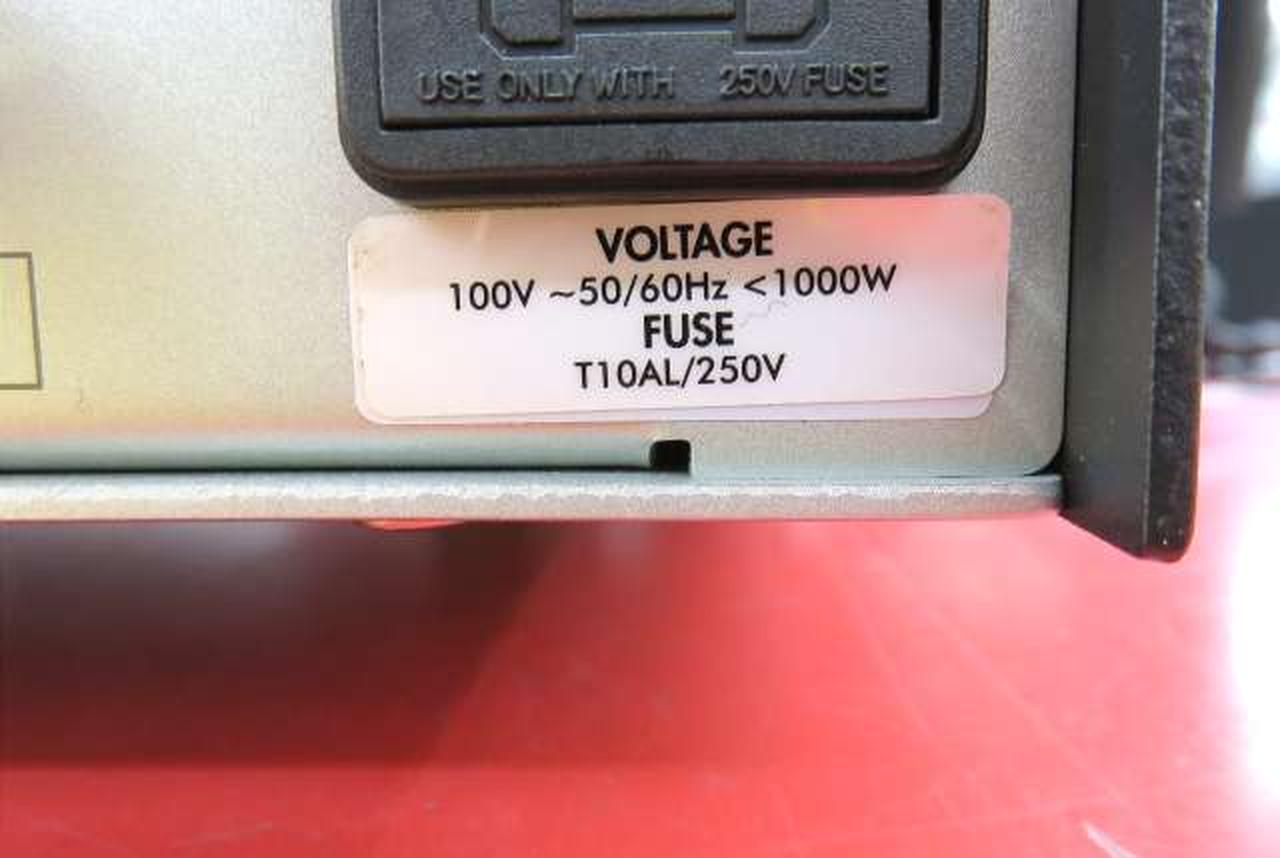 USE ONLY WITH 250V FUSE
VOLTAGE
100V ~50/60Hz <1000W
FUSE
T10AL/250V